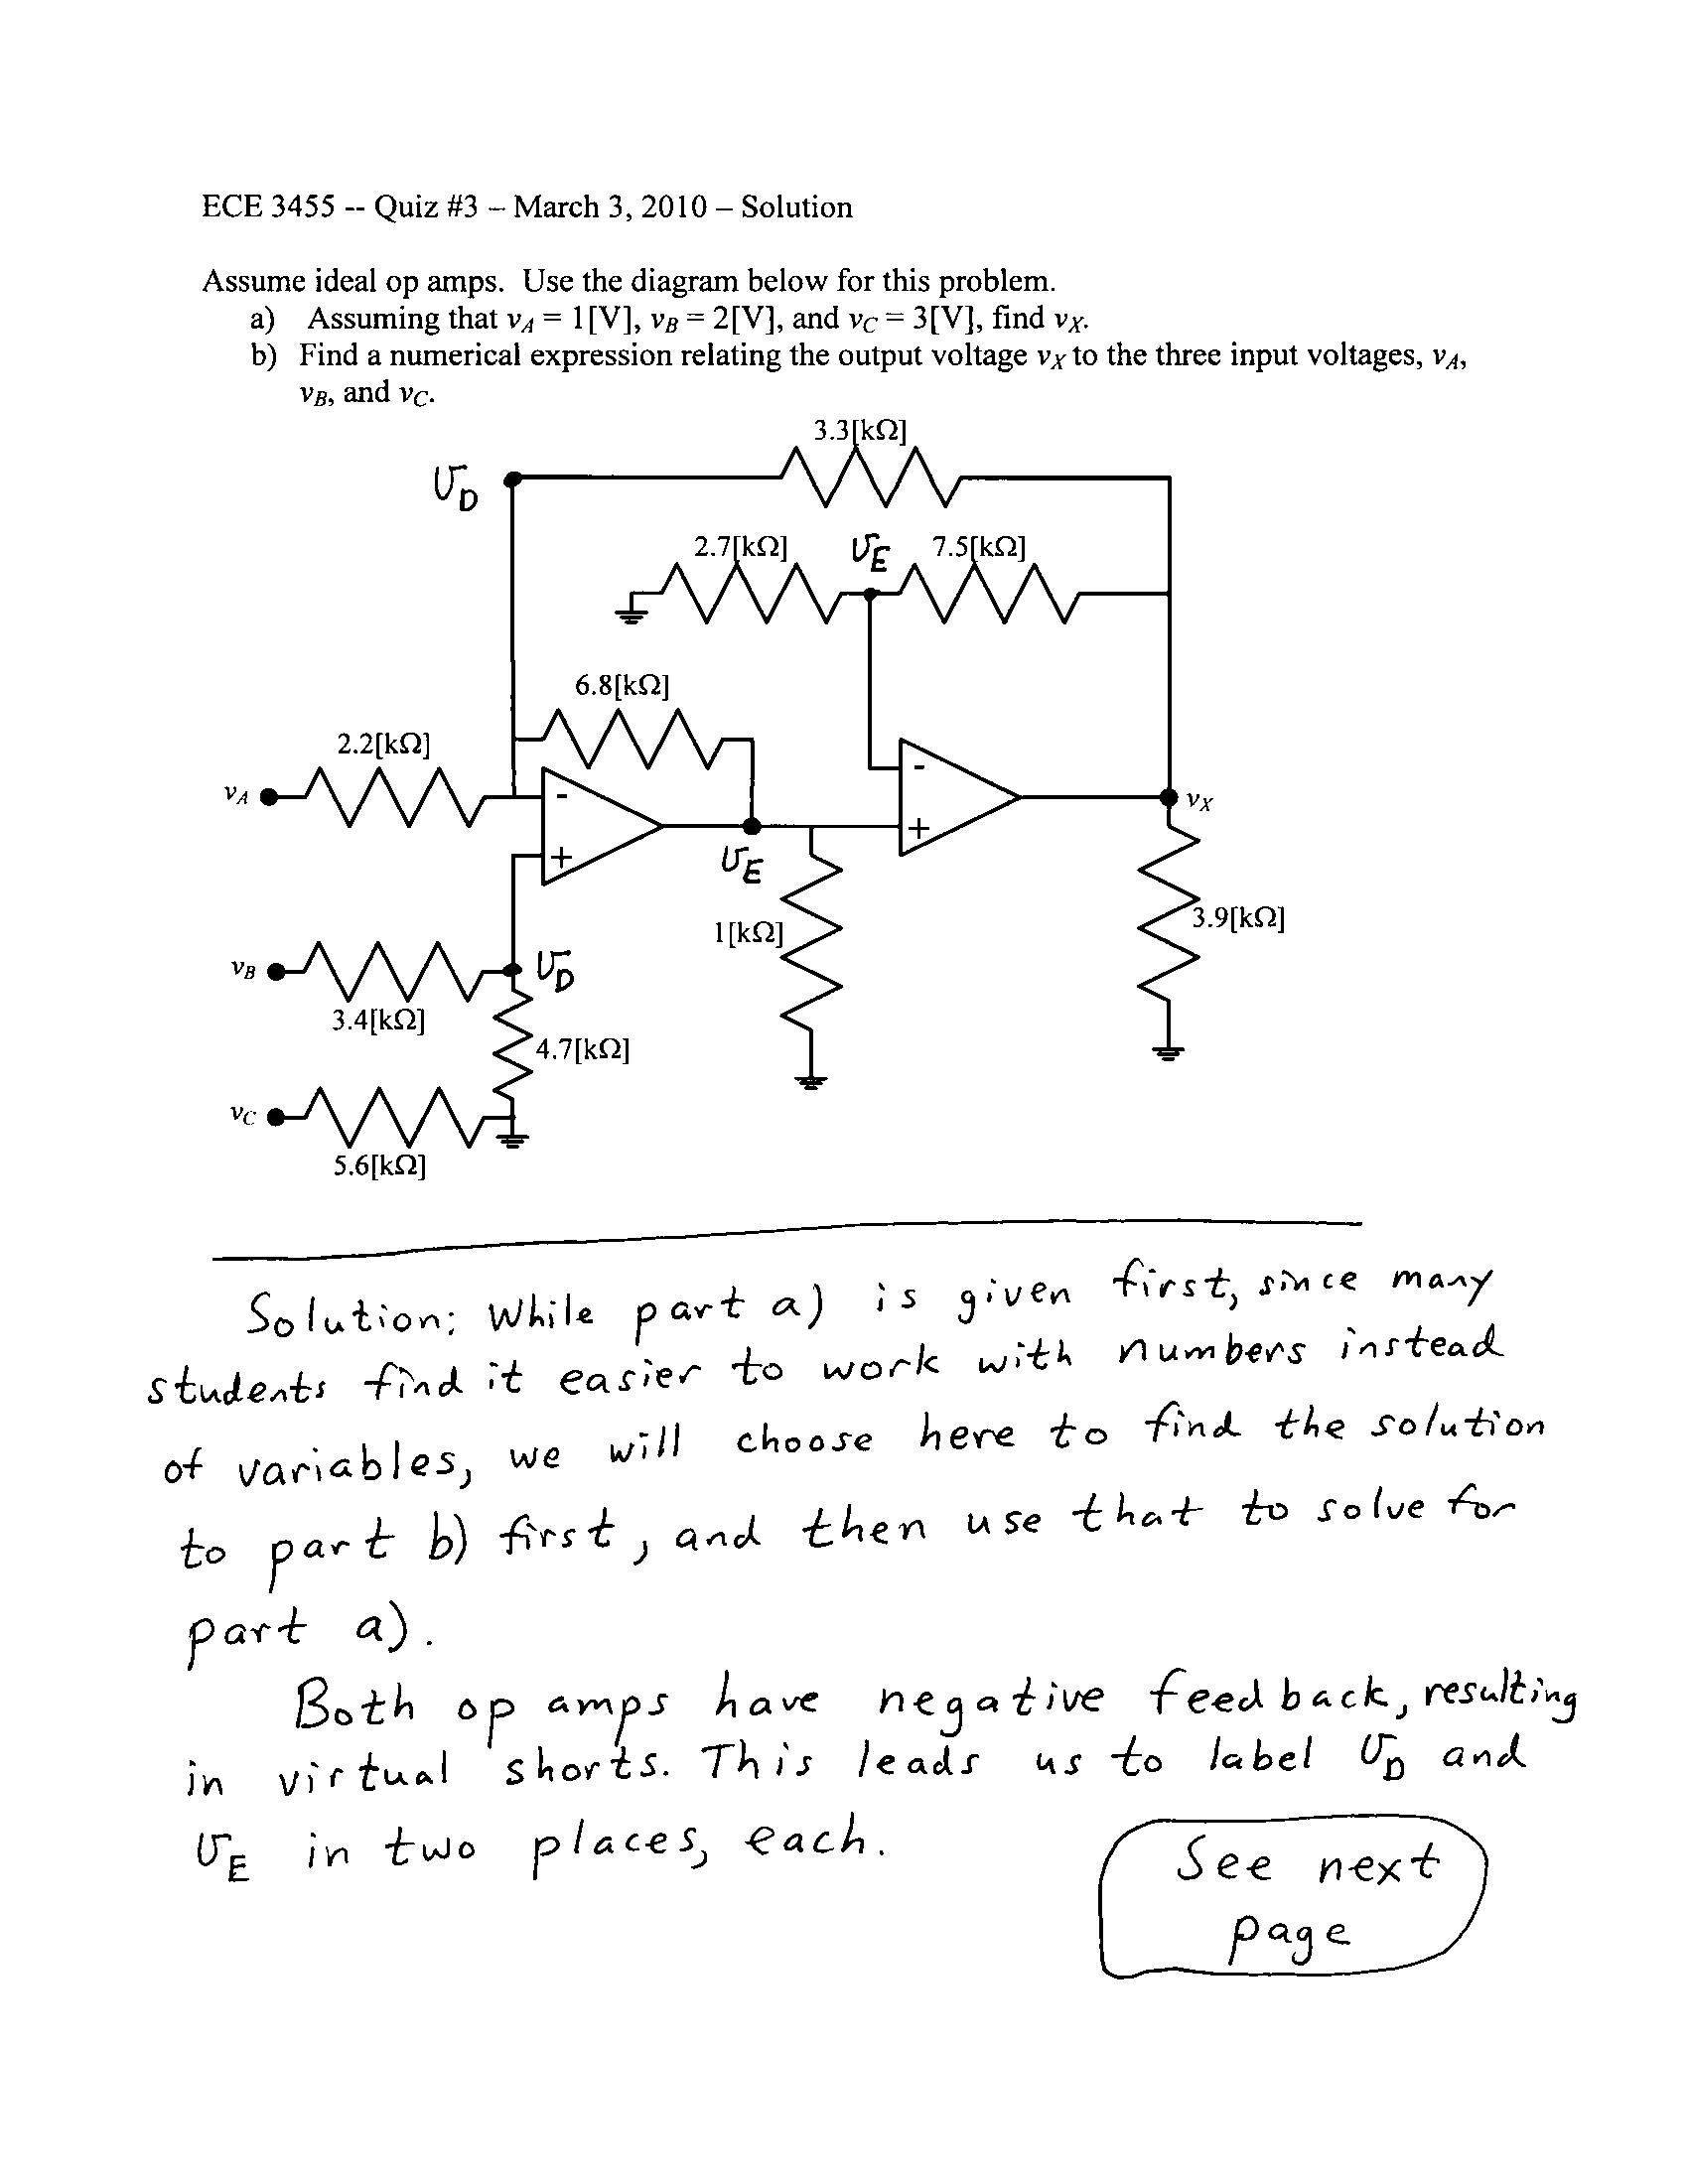 ECE 3455 -- Quiz #3 – March 3, 2010 – Solution
Assume ideal op amps. Use the diagram below for this problem.
a) Assuming that vA = 1[V], vB = 2[V], and vC = 3[V], find vX.
b) Find a numerical expression relating the output voltage vX to the three input voltages, vA,
vB, and vC.
3.3[kΩ]
vD
2.7[kΩ]
vE
7.5[kΩ]
6.8[kΩ]
2.2[kΩ]
vA
-
+
-
+
vX
vE
1[kΩ]
3.9[kΩ]
vB
vD
3.4[kΩ]
4.7[kΩ]
vC
5.6[kΩ]
Solution: While part a) is given first, since many
students find it easier to work with numbers instead
of variables, we will choose here to find the solution
to part b) first, and then use that to solve for
part a).
Both op amps have negative feedback, resulting
in virtual shorts. This leads us to label vD and
vE in two places, each.
See next
page